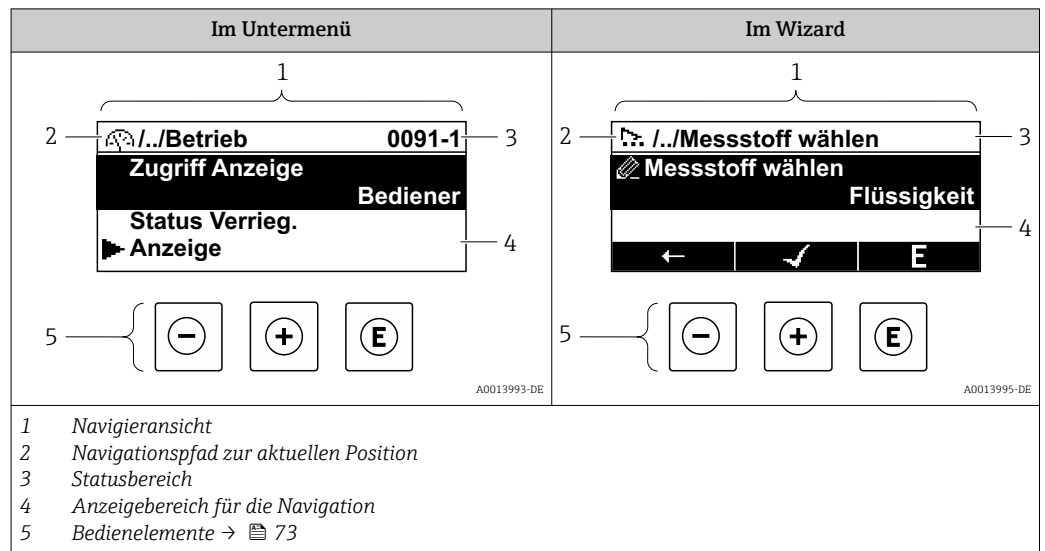 Im Untermenü
Im Wizard
1
2
/../Betrieb 0091-1
3
Zugriff Anzeige
Bediener
Status Verrieg.
Anzeige
4
5
- + E
A0013993-DE
1
2
/../Messstoff wählen
3
Messstoff wählen
Flüssigkeit
4
← ✓ E
5
- + E
A0013995-DE
1 Navigieransicht
2 Navigationspfad zur aktuellen Position
3 Statusbereich
4 Anzeigebereich für die Navigation
5 Bedienelemente → 73